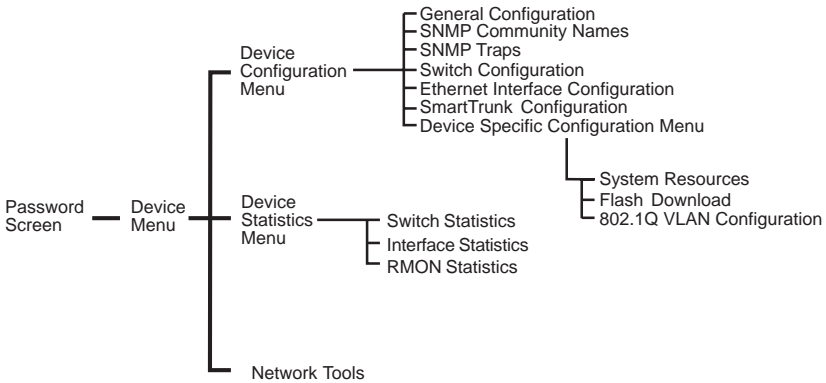 General Configuration
SNMP Community Names
SNMP Traps
Switch Configuration
Ethernet Interface Configuration
SmartTrunk Configuration
Device Specific Configuration Menu
Device
Configuration
Menu
System Resources
Flash Download
802.1Q VLAN Configuration
Password
Screen
Device
Menu
Device
Statistics
Menu
Switch Statistics
Interface Statistics
RMON Statistics
Network Tools